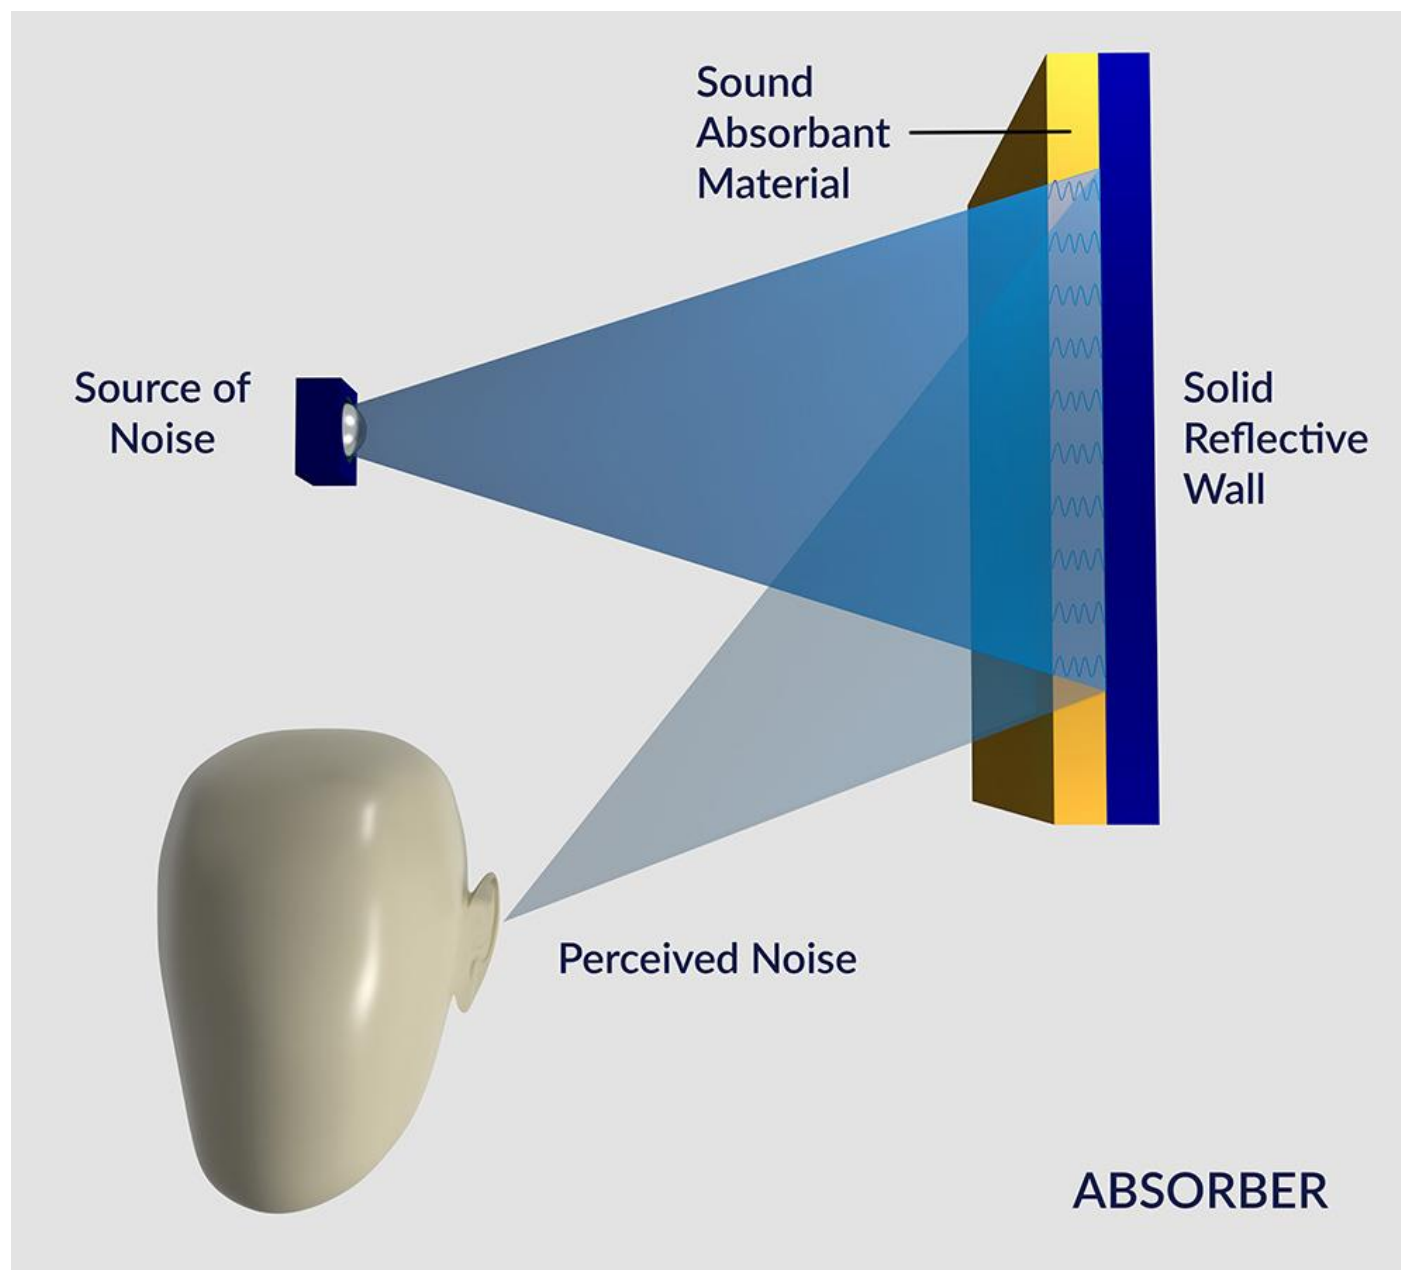 Sound
Absorbant
Material
Source of
Noise
Solid
Reflective
Wall
Perceived Noise
ABSORBER